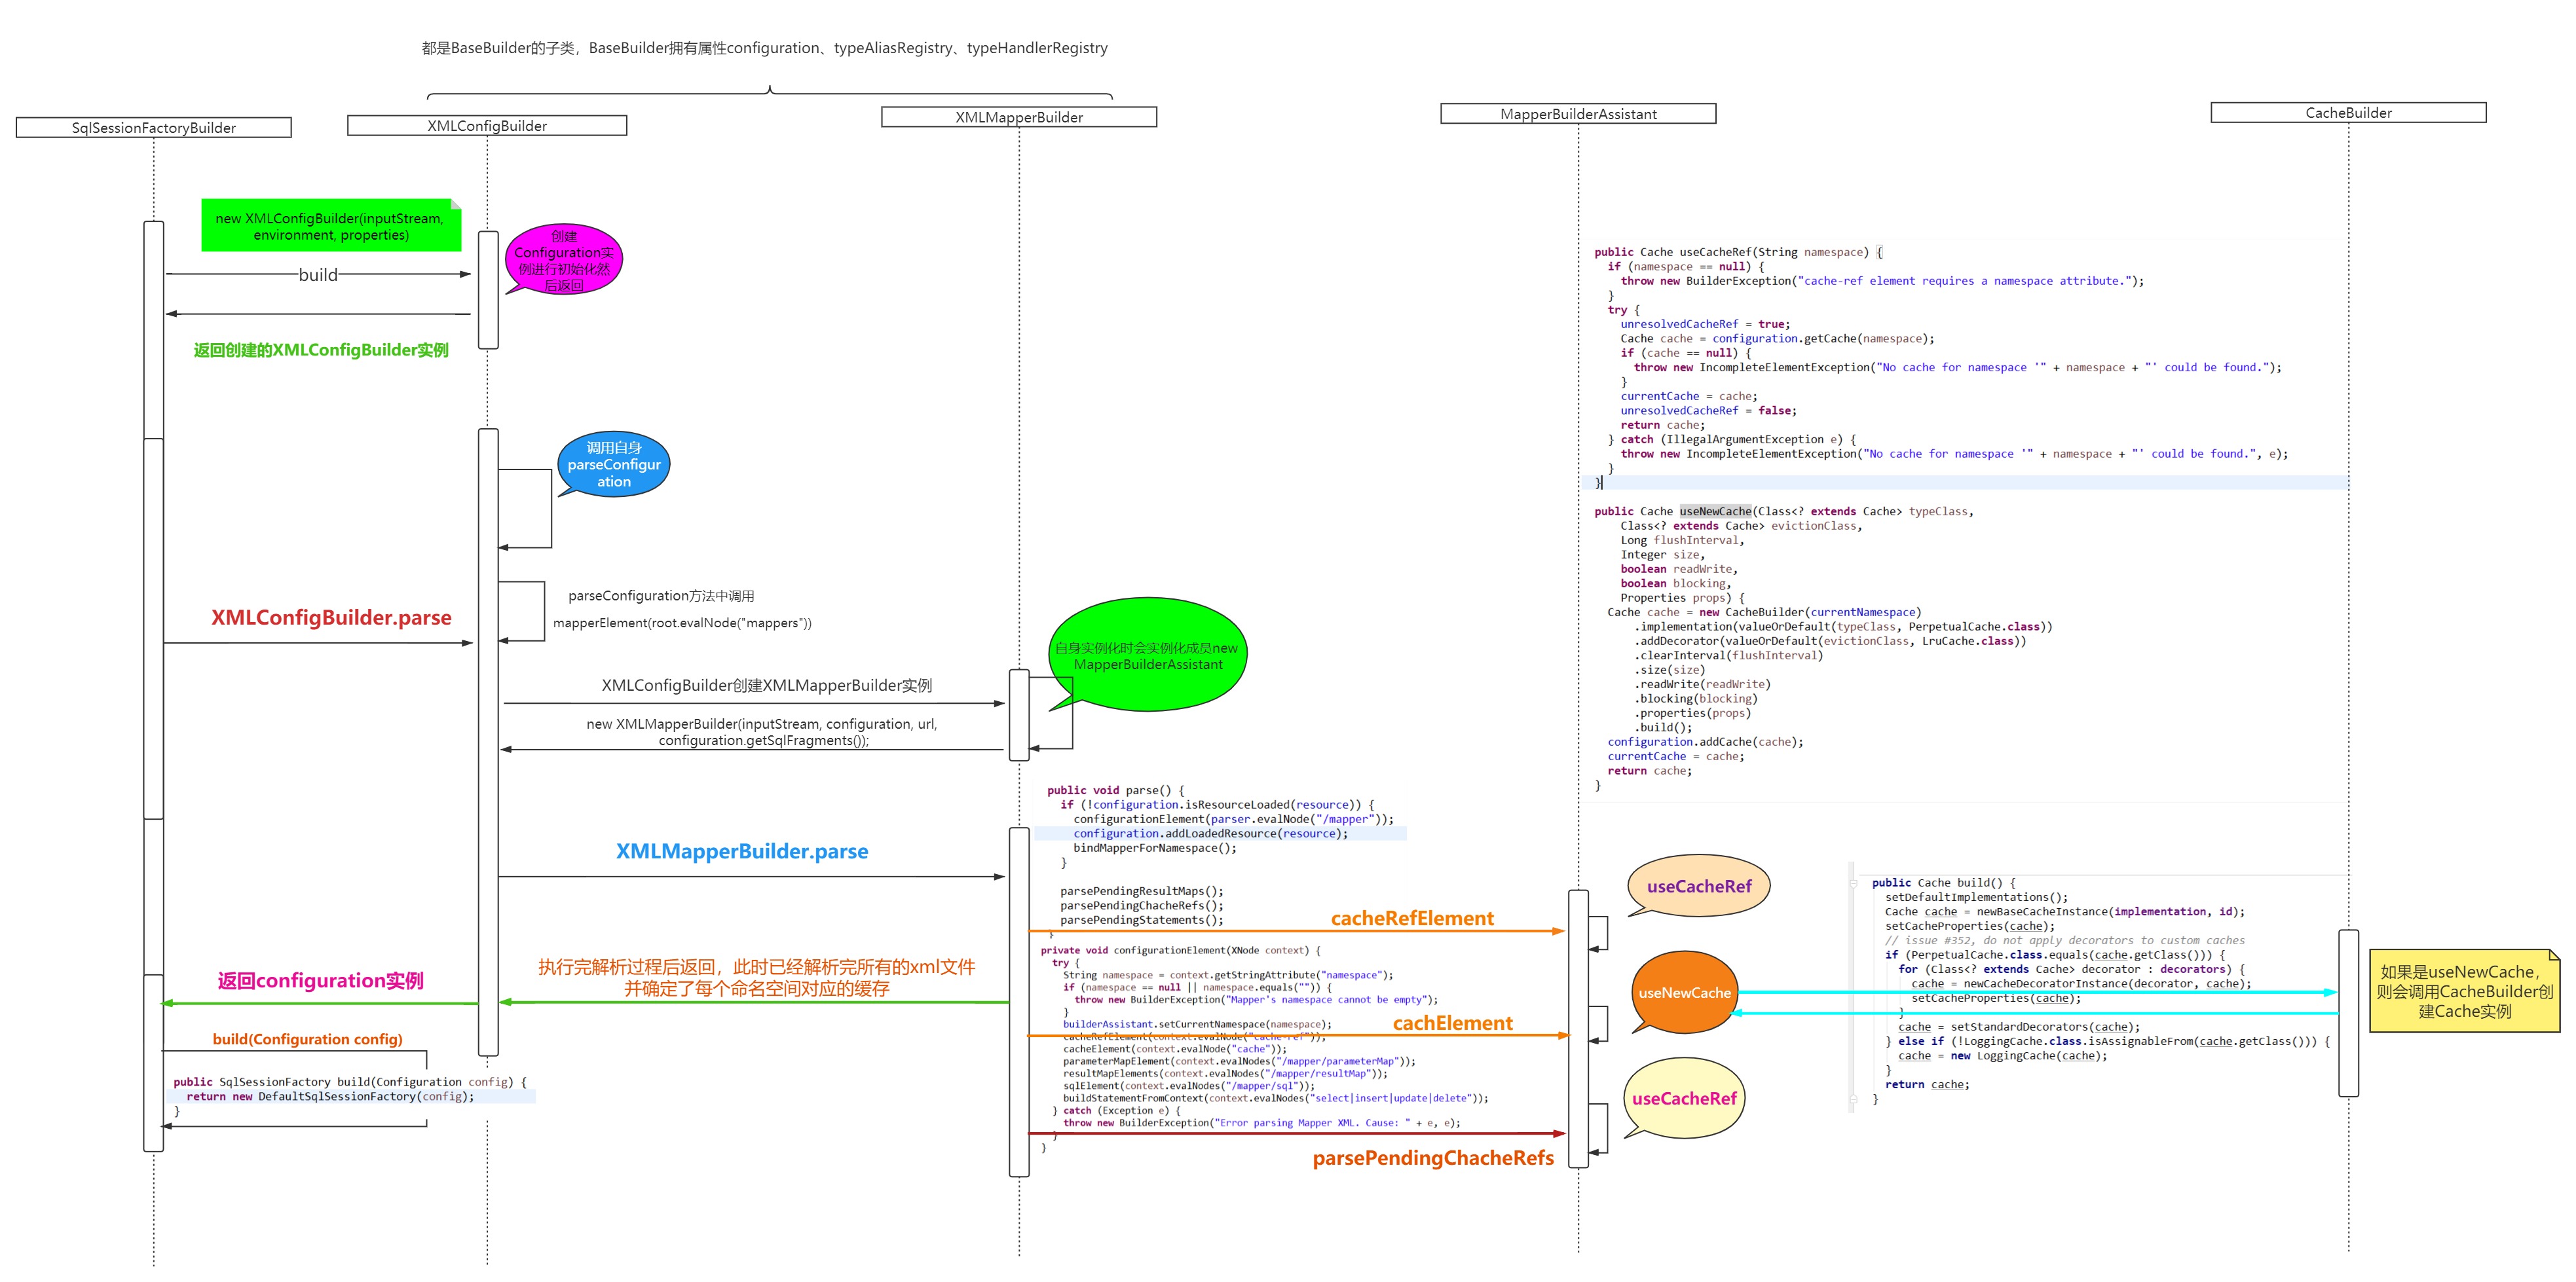 都是BaseBuilder的子类，BaseBuilder拥有属性configuration、typeAliasRegistry、typeHandlerRegistry
SqlSessionFactoryBuilder
XMLConfigBuilder
XMLMapperBuilder
MapperBuilderAssistant
CacheBuilder
new XMLConfigBuilder(inputStream,
environment, properties)
build
返回创建的XMLConfigBuilder实例
创建
Configuration实
例进行初始化然
后返回
调用自身
parseConfigur
ation
parseConfiguration方法中调用
mapperElement(root.evalNode("mappers"))
XMLConfigBuilder.parse
XMLConfigBuilder创建XMLMapperBuilder实例
new XMLMapperBuilder(inputStream, configuration, url,
configuration.getSqlFragments());
自身实例化时会实例化成员new
MapperBuilderAssistant
XMLMapperBuilder.parse
执行完解析过程后返回，此时已经解析完所有的xml文件
并确定了每个命名空间对应的缓存
返回configuration实例
build(Configuration config)
public SqlSessionFactory build(Configuration config) {
return new DefaultSqlSessionFactory(config);
}
public void parse() {
if (!configuration.isResourceLoaded(resource)) {
configurationElement(parser.evalNode("/mapper"));
configuration.addLoadedResource(resource);
bindMapperForNamespace();
}
parsePendingResultMaps();
parsePendingChacheRefs();
parsePendingStatements();
}
private void configurationElement(XNode context) {
try {
String namespace = context.getStringAttribute("namespace");
if (namespace == null || namespace.equals("")) {
throw new BuilderException("Mapper's namespace cannot be empty");
}
builderAssistant.setCurrentNamespace(namespace);
cacheRefElement(context.evalNode("cache-ref"));
cacheElement(context.evalNode("cache"));
parameterMapElement(context.evalNodes("/mapper/parameterMap"));
resultMapElements(context.evalNodes("/mapper/resultMap"));
sqlElement(context.evalNodes("/mapper/sql"));
buildStatementFromContext(context.evalNodes("select|insert|update|delete"));
} catch (Exception e) {
throw new BuilderException("Error parsing Mapper XML. Cause: " + e, e);
}
}
cacheRefElement
cachElement
parsePendingChacheRefs
public Cache useCacheRef(String namespace) {
if (namespace == null) {
throw new BuilderException("cache-ref element requires a namespace attribute.");
}
try {
unresolvedCacheRef = true;
Cache cache = configuration.getCache(namespace);
if (cache == null) {
throw new IncompleteElementException("No cache for namespace '" + namespace + "' could be found.");
}
currentCache = cache;
unresolvedCacheRef = false;
return cache;
} catch (IllegalArgumentException e) {
throw new IncompleteElementException("No cache for namespace '" + namespace + "' could be found.", e);
}
}
public Cache useNewCache(Class<? extends Cache> typeClass,
Class<? extends Cache> evictionClass,
Long flushInterval,
Integer size,
boolean readWrite,
boolean blocking,
Properties props) {
Cache cache = new CacheBuilder(currentNamespace)
.implementation(valueOrDefault(typeClass, PerpetualCache.class))
.addDecorator(valueOrDefault(evictionClass, LruCache.class))
.clearInterval(flushInterval)
.size(size)
.readWrite(readWrite)
.blocking(blocking)
.properties(props)
.build();
configuration.addCache(cache);
currentCache = cache;
return cache;
}
useCacheRef
useNewCache
useCacheRef
public Cache build() {
setDefaultImplementations();
Cache cache = newBaseCacheInstance(implementation, id);
setCacheProperties(cache);
// issue #352, do not apply decorators to custom caches
if (PerpetualCache.class.equals(cache.getClass())) {
for (Class<? extends Cache> decorator : decorators) {
cache = newCacheDecoratorInstance(decorator, cache);
setCacheProperties(cache);
}
cache = setStandardDecorators(cache);
} else if (!LoggingCache.class.isAssignableFrom(cache.getClass())) {
cache = new LoggingCache(cache);
}
return cache;
}
如果是useNewCache，
则会调用CacheBuilder创
建Cache实例